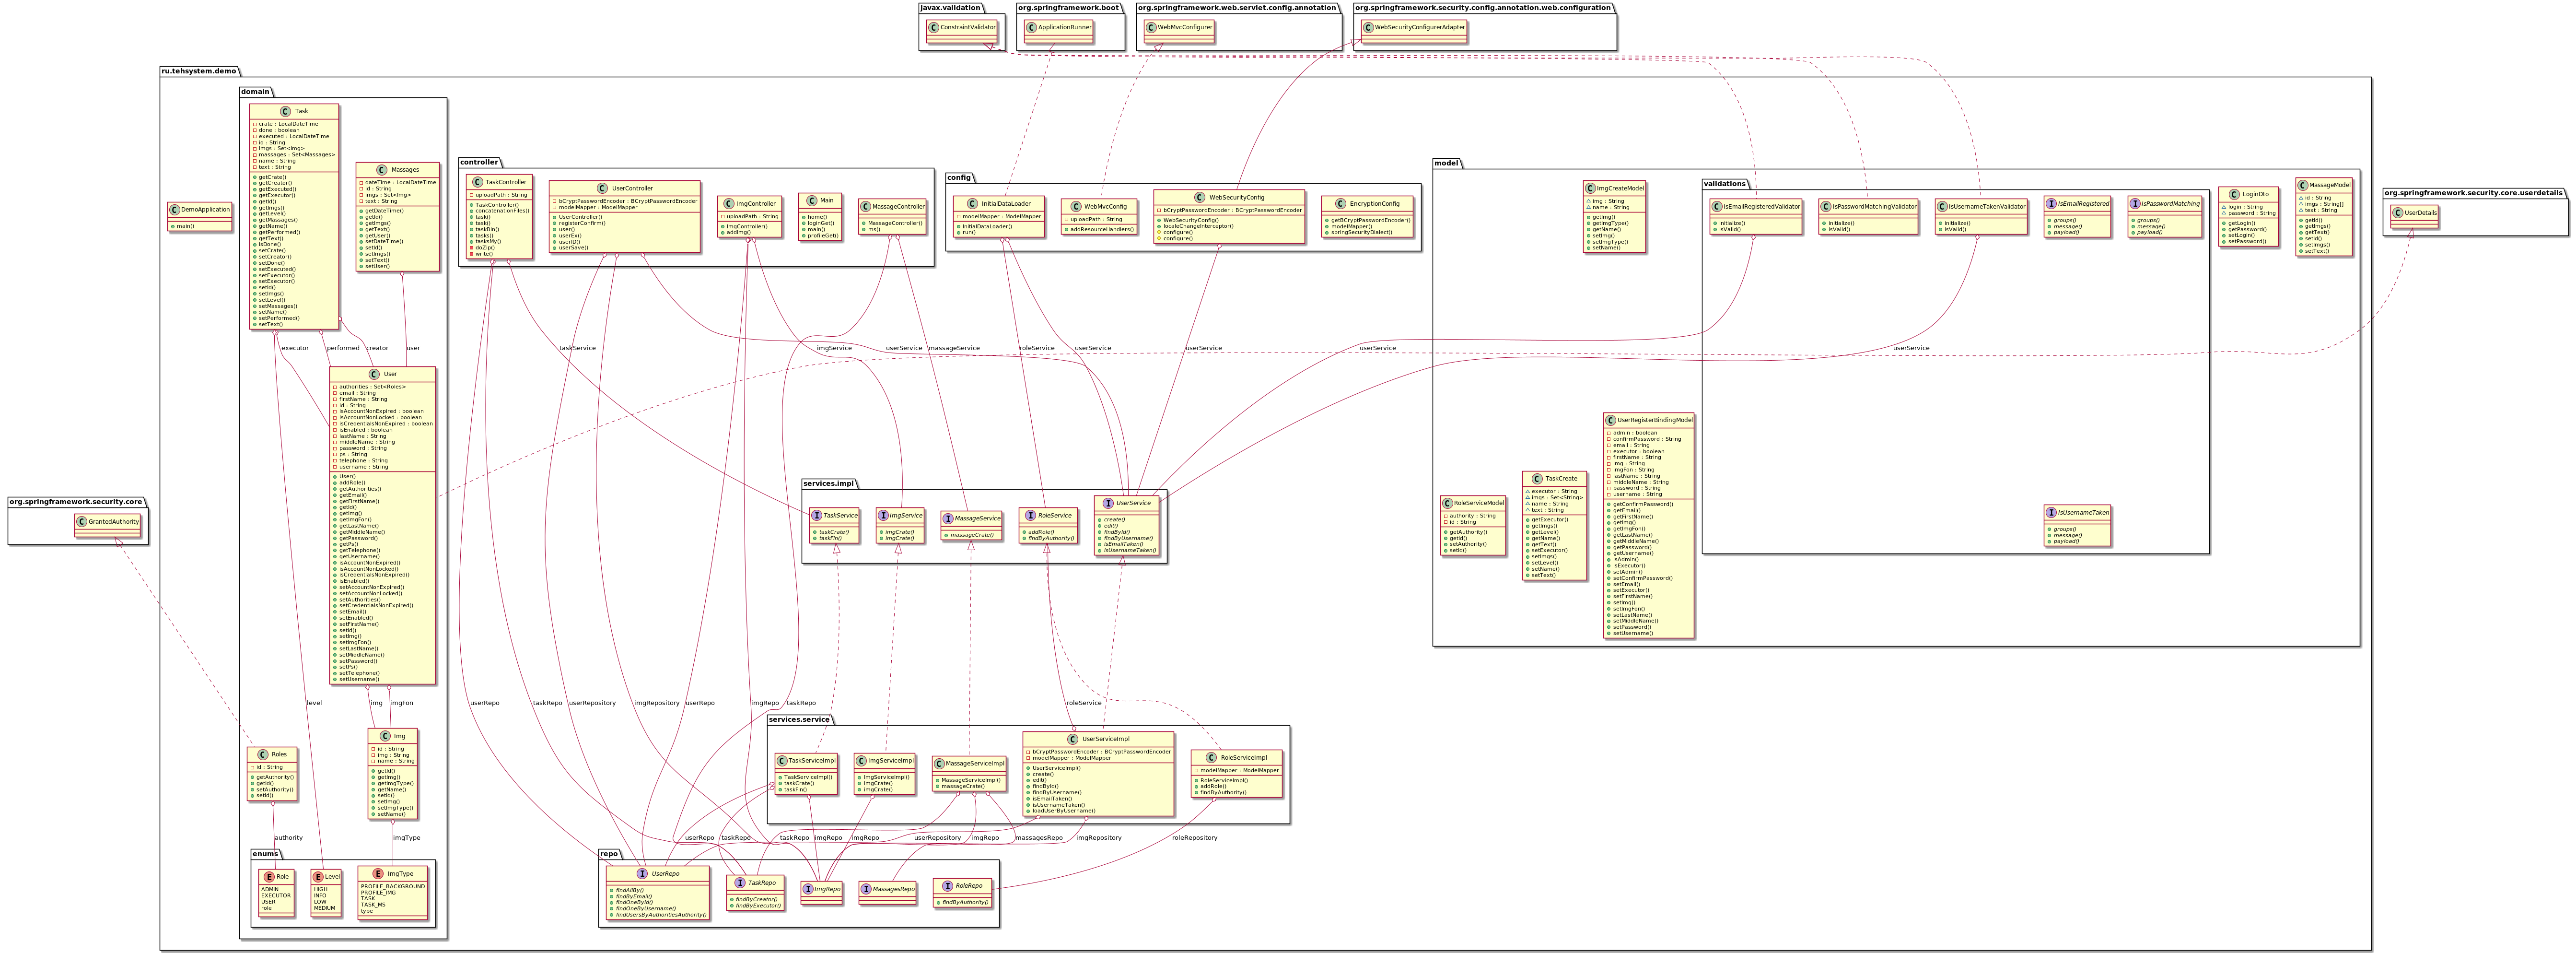 javax.validation
ConstraintValidator
org.springframework.boot
ApplicationRunner
org.springframework.web.servlet.config.annotation
WebMvcConfigurer
org.springframework.security.config.annotation.web.configuration
WebSecurityConfigurerAdapter
ru.tehsystem.demo
DemoApplication
main()
domain
Task
crate : LocalDateTime
done : boolean
executed : LocalDateTime
id : String
imgs : Set<Img>
massages : Set<Massages>
name : String
text : String
getCrate()
getCreator()
getExecuted()
getExecutor()
getId()
getImgs()
getLevel()
getMassages()
getName()
getPerformed()
getText()
isDone()
setCrate()
setCreator()
setDone()
setExecuted()
setExecutor()
setExecutor()
setId()
setImgs()
setLevel()
setMassages()
setName()
setPerformed()
setText()
Massages
dateTime : LocalDateTime
id : String
imgs : Set<Img>
text : String
getDateTime()
getId()
getImgs()
getText()
getUser()
setDateTime()
setId()
setImgs()
setText()
setUser()
executor
performed
creator
user
User
authorities : Set<Roles>
email : String
firstName : String
id : String
isAccountNonExpired : boolean
isAccountNonLocked : boolean
isCredentialsNonExpired : boolean
isEnabled : boolean
lastName : String
middleName : String
password : String
ps : String
telephone : String
username : String
User()
addRole()
getAuthorities()
getEmail()
getFirstName()
getId()
getImg()
getImgFon()
getLastName()
getMiddleName()
getPassword()
getPs()
getTelephone()
getUsername()
isAccountNonExpired()
isAccountNonLocked()
isCredentialsNonExpired()
isEnabled()
setAccountNonExpired()
setAccountNonLocked()
setAuthorities()
setCredentialsNonExpired()
setEmail()
setEnabled()
setFirstName()
setId()
setImg()
setImgFon()
setLastName()
setMiddleName()
setPassword()
setPs()
setTelephone()
setUsername()
level
img
imgFon
Roles
id : String
getAuthority()
getId()
setAuthority()
setId()
Img
id : String
img : String
name : String
getId()
getImg()
getImgType()
getName()
setId()
setImg()
setImgType()
setName()
authority
imgType
enums
Role
ADMIN
EXECUTOR
USER
role
Level
HIGH
INFO
LOW
MEDIUM
ImgType
PROFILE_BACKGROUND
PROFILE_IMG
TASK
TASK_MS
type
org.springframework.security.core
GrantedAuthority
controller
TaskController
uploadPath : String
TaskController()
concatenationFiles()
task()
taskBin()
tasks()
tasksMy()
doZip()
write()
UserController
bCryptPasswordEncoder : BCryptPasswordEncoder
modelMapper : ModelMapper
UserController()
registerConfirm()
user()
userEx()
userID()
userSave()
ImgController
uploadPath : String
ImgController()
addImg()
Main
home()
loginGet()
main()
profileGet()
MassageController
MassageController()
ms()
config
InitialDataLoader
modelMapper : ModelMapper
InitialDataLoader()
run()
WebMvcConfig
uploadPath : String
addResourceHandlers()
WebSecurityConfig
bCryptPasswordEncoder : BCryptPasswordEncoder
WebSecurityConfig()
localeChangeInterceptor()
configure()
configure()
EncryptionConfig
getBCryptPasswordEncoder()
modelMapper()
springSecurityDialect()
taskService
imgService
userService
massageService
roleService
userService
userService
userService
userService
services.impl
TaskService
taskCrate()
taskFin()
ImgService
imgCrate()
imgCrate()
MassageService
massageCrate()
RoleService
addRole()
findByAuthority()
UserService
create()
edit()
findById()
findByUsername()
isEmailTaken()
isUsernameTaken()
userRepo
taskRepo
userRepository
imgRepository
userRepo
imgRepo
taskRepo
roleService
services.service
TaskServiceImpl
TaskServiceImpl()
taskCrate()
taskFin()
ImgServiceImpl
ImgServiceImpl()
imgCrate()
imgCrate()
MassageServiceImpl
MassageServiceImpl()
massageCrate()
UserServiceImpl
bCryptPasswordEncoder : BCryptPasswordEncoder
modelMapper : ModelMapper
UserServiceImpl()
create()
edit()
findById()
findByUsername()
isEmailTaken()
isUsernameTaken()
loadUserByUsername()
RoleServiceImpl
modelMapper : ModelMapper
RoleServiceImpl()
addRole()
findByAuthority()
userRepo
taskRepo
taskRepo
imgRepo
imgRepo
userRepository
imgRepo
massagesRepo
imgRepository
roleRepository
repo
UserRepo
findAllBy()
findByEmail()
findOneById()
findOneByUsername()
findUsersByAuthoritiesAuthority()
TaskRepo
findByCreator()
findByExecutor()
ImgRepo
MassagesRepo
RoleRepo
findByAuthority()
model
ImgCreateModel
img : String
name : String
getImg()
getImgType()
getName()
setImg()
setImgType()
setName()
validations
IsEmailRegisteredValidator
initialize()
isValid()
IsPasswordMatchingValidator
initialize()
isValid()
IsUsernameTakenValidator
initialize()
isValid()
IsEmailRegistered
groups()
message()
payload()
IsPasswordMatching
groups()
message()
payload()
IsUsernameTaken
groups()
message()
payload()
LoginDto
login : String
password : String
getLogin()
getPassword()
setLogin()
setPassword()
MassageModel
id : String
imgs : String[]
text : String
getId()
getImgs()
getText()
setId()
setImgs()
setText()
RoleServiceModel
authority : String
id : String
getAuthority()
getId()
setAuthority()
setId()
TaskCreate
executor : String
imgs : Set<String>
name : String
text : String
getExecutor()
getImgs()
getLevel()
getName()
getText()
setExecutor()
setImgs()
setLevel()
setName()
setText()
UserRegisterBindingModel
admin : boolean
confirmPassword : String
email : String
executor : boolean
firstName : String
img : String
imgFon : String
lastName : String
middleName : String
password : String
username : String
getConfirmPassword()
getEmail()
getFirstName()
getImg()
getImgFon()
getLastName()
getMiddleName()
getPassword()
getUsername()
isAdmin()
isExecutor()
setAdmin()
setConfirmPassword()
setEmail()
setExecutor()
setFirstName()
setImg()
setImgFon()
setLastName()
setMiddleName()
setPassword()
setUsername()
org.springframework.security.core.userdetails
UserDetails